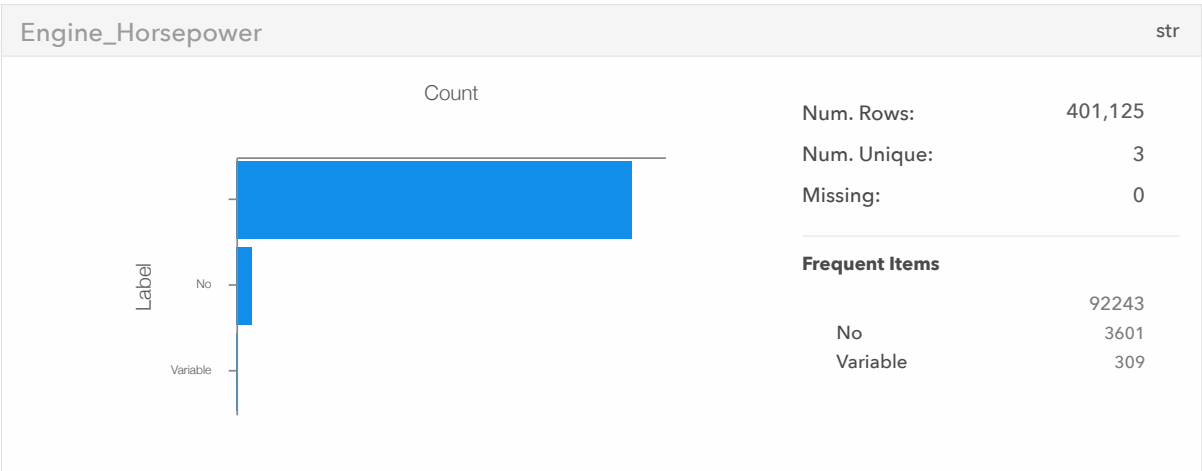 Engine_Horsepower str
Count
Label
No
Variable
Num. Rows: 401,125
Num. Unique: 3
Missing: 0
Frequent Items
92243
No 3601
Variable 309